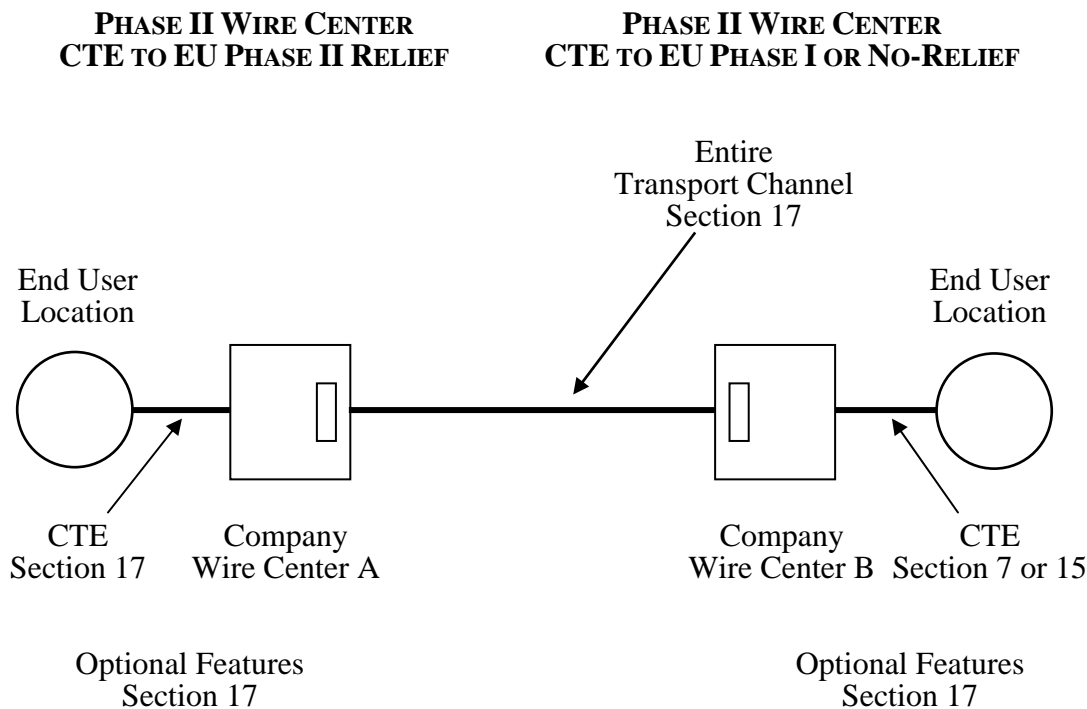 PHASE II WIRE CENTER
CTE TO EU PHASE II RELIEF
PHASE II WIRE CENTER
CTE TO EU PHASE I OR NO-RELIEF
Entire
Transport Channel
Section 17
End User
Location
End User
Location
CTE
Section 17
Company
Wire Center A
Company
Wire Center B
CTE
Section 7 or 15
Optional Features
Section 17
Optional Features
Section 17